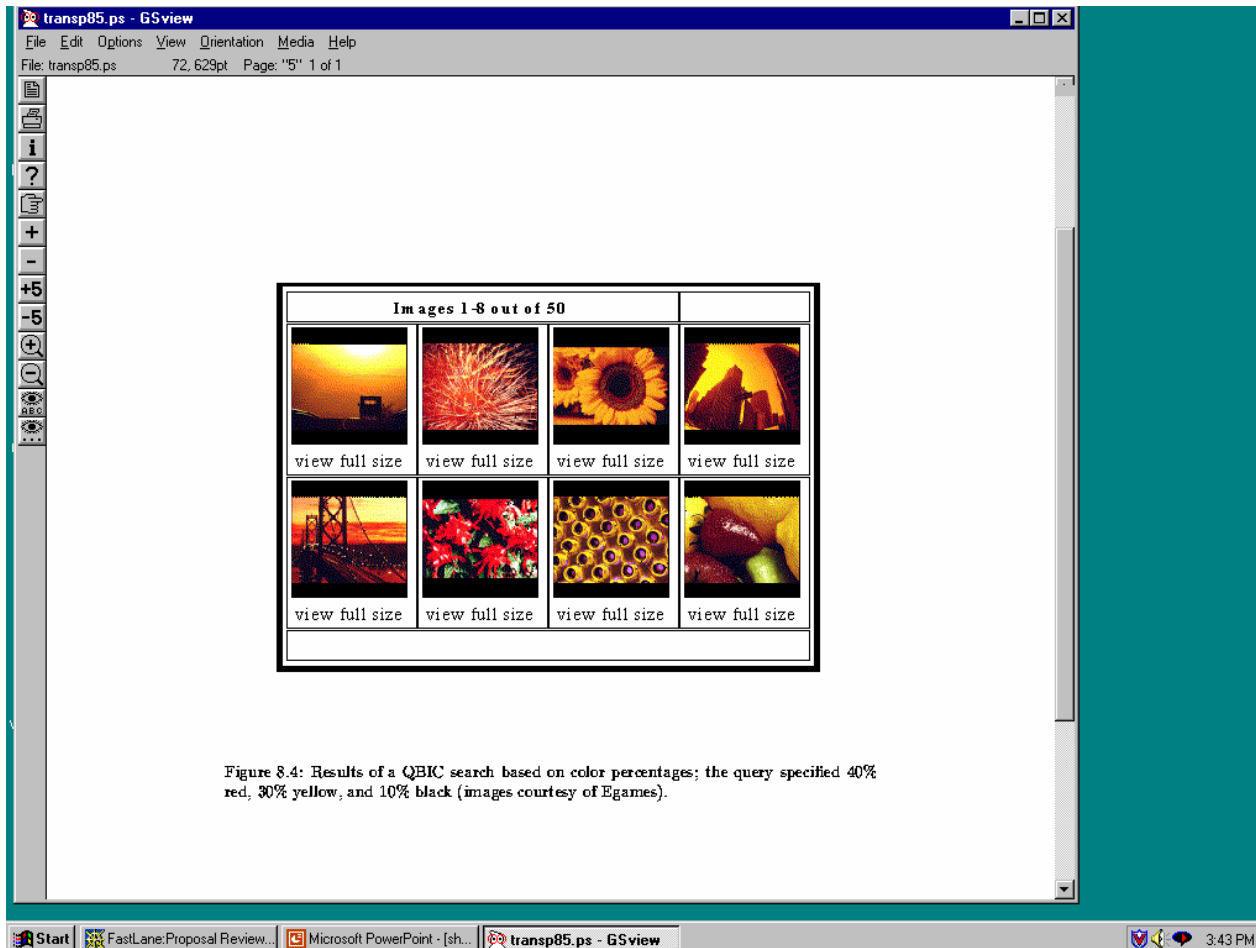 transp85.ps - GSview
File Edit Options View Orientation Media Help
File: transp85.ps 72, 629pt Page: "5" 1 of 1
i
?
+
-
+5
-5
ABC
Images 1-8 out of 50
view full size view full size view full size view full size
view full size view full size view full size view full size
Figure 8.4: Results of a QBIC search based on color percentages; the query specified 40%
red, 30% yellow, and 10% black (images courtesy of Egames).
Start FastLane:Proposal Review... Microsoft PowerPoint - [sh... transp85.ps - GSview 3:43 PM